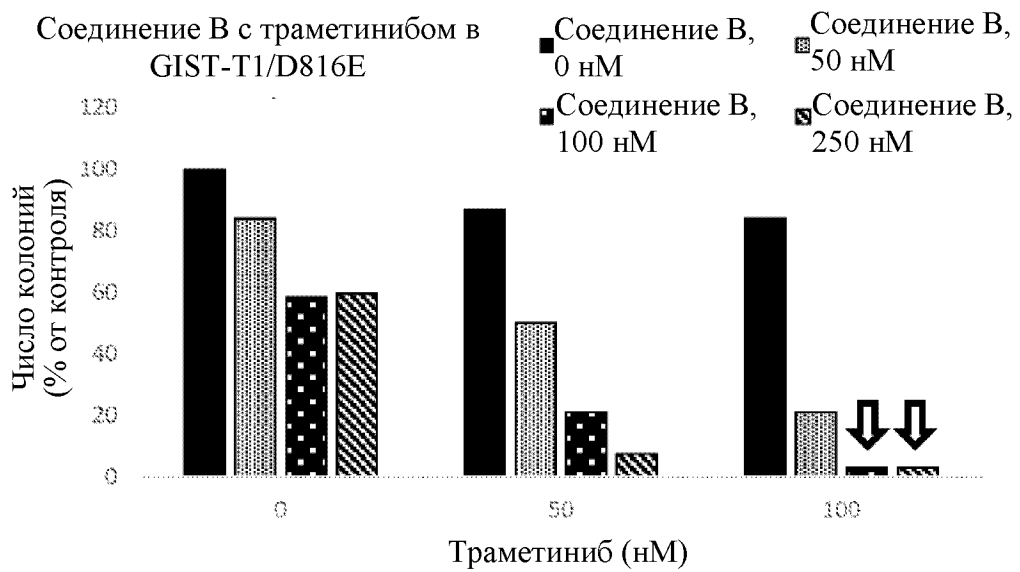 Соединение В с траметинибом в
GIST-T1/D816E
Соединение В,
0 нМ
Соединение В,
50 нМ
Соединение В,
100 нМ
Соединение В,
250 нМ
Число колоний
(% от контроля)
120
100
80
60
40
20
0
0
50
100
Траметиниб (нМ)